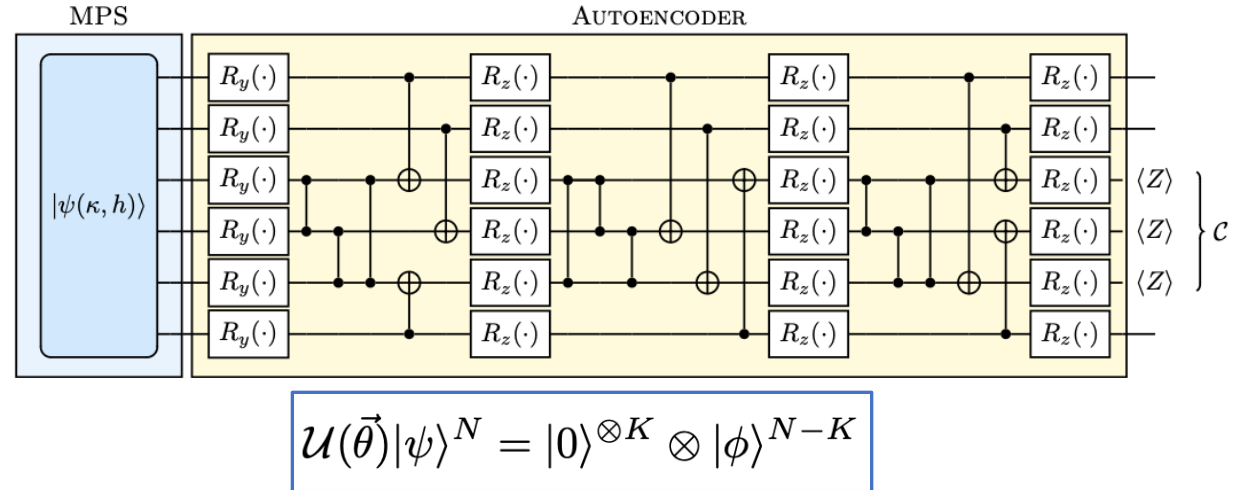 MPS AUTOENCODER
R_y(·) R_z(·) R_z(·) R_z(·)
R_y(·) R_z(·) R_z(·) R_z(·)
R_y(·) R_z(·) R_z(·) R_z(·) ⟨Z⟩
|ψ(κ, h)⟩ R_y(·) R_z(·) R_z(·) R_z(·) ⟨Z⟩ } 𝒞
R_y(·) R_z(·) R_z(·) R_z(·) ⟨Z⟩
R_y(·) R_z(·) R_z(·) R_z(·)
𝒰(θ⃗)|ψ⟩^N = |0⟩^{⊗K} ⊗ |ϕ⟩^{N−K}